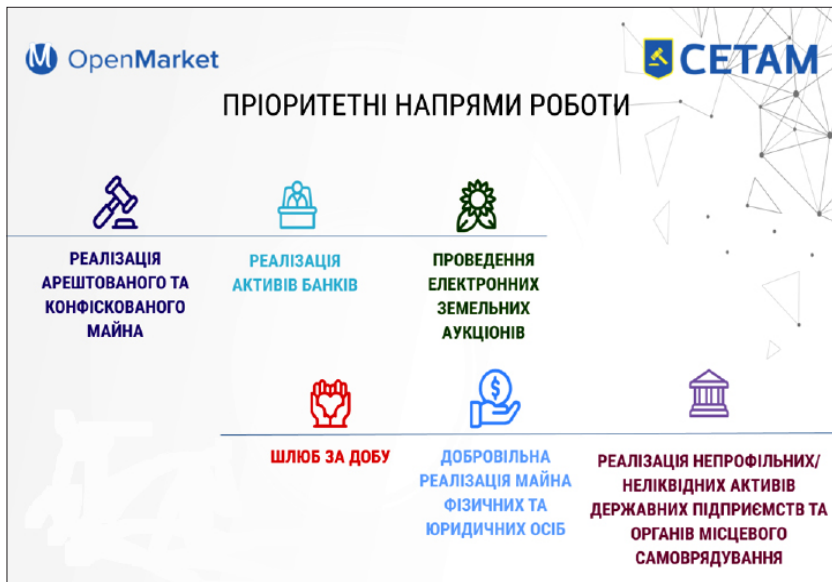 OpenMarket
СЕТАМ
ПРІОРИТЕТНІ НАПРЯМИ РОБОТИ
РЕАЛІЗАЦІЯ
АРЕШТОВАНОГО ТА
КОНФІСКОВАНОГО
МАЙНА
РЕАЛІЗАЦІЯ
АКТИВІВ БАНКІВ
ПРОВЕДЕННЯ
ЕЛЕКТРОННИХ
ЗЕМЕЛЬНИХ
АУКЦІОНІВ
ШЛЮБ ЗА ДОБУ
ДОБРОВІЛЬНА
РЕАЛІЗАЦІЯ МАЙНА
ФІЗИЧНИХ ТА
ЮРИДИЧНИХ ОСІБ
РЕАЛІЗАЦІЯ НЕПРОФІЛЬНИХ/
НЕЛІКВІДНИХ АКТИВІВ
ДЕРЖАВНИХ ПІДПРИЄМСТВ ТА
ОРГАНІВ МІСЦЕВОГО
САМОВРЯДУВАННЯ